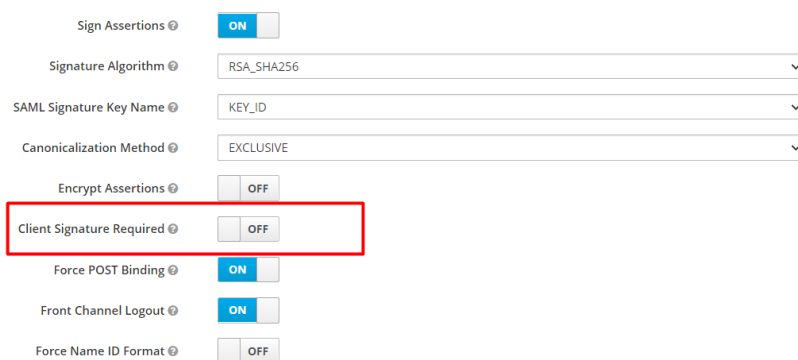 Sign Assertions ON
Signature Algorithm RSA_SHA256
SAML Signature Key Name KEY_ID
Canonicalization Method EXCLUSIVE
Encrypt Assertions OFF
Client Signature Required OFF
Force POST Binding ON
Front Channel Logout ON
Force Name ID Format OFF